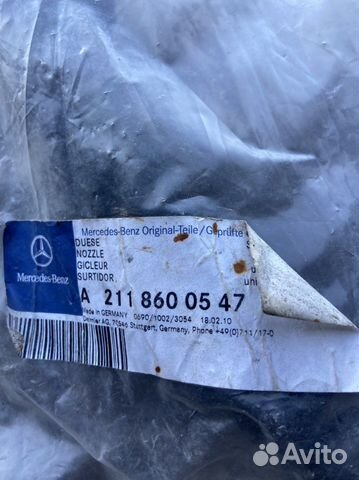 Mercedes-Benz Original-Teile/Geprüfte
DUESE
NOZZLE
GICLEUR
SURTIDOR
uni
Mercedes-Benz
A 211 860 05 47
Made in GERMANY 0690/1002/3054 18.02.10
Daimler AG, 70546 Stuttgart, Germany, Phone +49(0)711/17-0
Avito